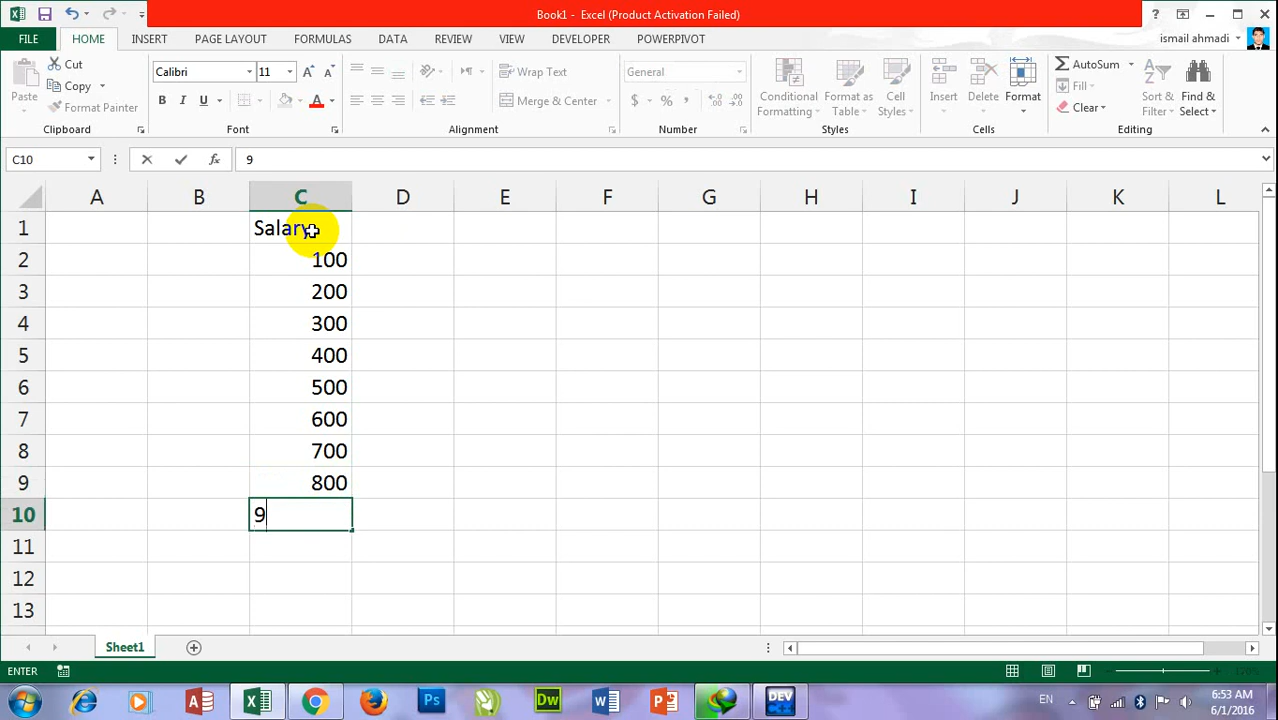 Book1 - Excel (Product Activation Failed)
?
FILE HOME INSERT PAGE LAYOUT FORMULAS DATA REVIEW VIEW DEVELOPER POWERPIVOT
ismail ahmadi
Paste
Cut
Copy
Format Painter
Clipboard
Calibri 11
B I U
Font
Wrap Text
Merge & Center
Alignment
General
$ % ,
Number
Conditional Formatting
Format as Table
Cell Styles
Styles
Insert
Delete
Format
Cells
AutoSum
Fill
Clear
Sort & Filter
Find & Select
Editing
C10 fx 9
A B C D E F G H I J K L
1 Salary
2 100
3 200
4 300
5 400
6 500
7 600
8 700
9 800
10 9
11
12
13
Sheet1
ENTER
EN
6:53 AM
6/1/2016